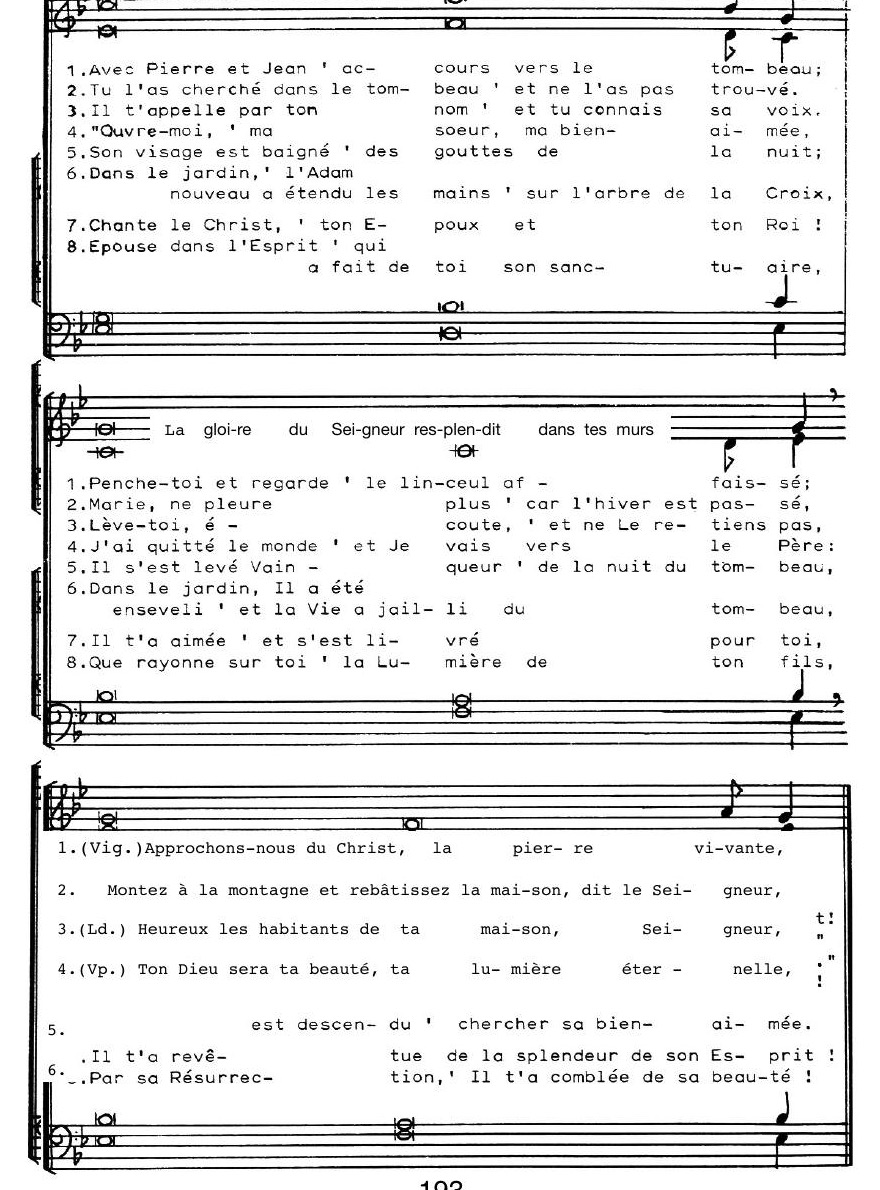 1.Avec Pierre et Jean ' ac- cours vers le tom- beau;
2.Tu l'as cherché dans le tom- beau ' et ne l'as pas trou-vé.
3.Il t'appelle par ton nom ' et tu connais sa voix.
4."Ouvre-moi, ' ma soeur, ma bien- ai- mée,
5.Son visage est baigné ' des gouttes de la nuit;
6.Dans le jardin,' l'Adam
nouveau a étendu les mains ' sur l'arbre de la Croix,
7.Chante le Christ, ' ton E- poux et ton Roi !
8.Epouse dans l'Esprit ' qui
a fait de toi son sanc- tu- aire,
La gloi-re du Sei-gneur res-plen-dit dans tes murs
1.Penche-toi et regarde ' le lin-ceul af - fais- sé;
2.Marie, ne pleure plus ' car l'hiver est pas- sé,
3.Lève-toi, é - coute, ' et ne Le re- tiens pas,
4.J'ai quitté le monde ' et Je vais vers le Père:
5.Il s'est levé Vain - queur ' de la nuit du tom- beau,
6.Dans le jardin, Il a été
enseveli ' et la Vie a jail- li du tom- beau,
7.Il t'a aimée ' et s'est li- vré pour toi,
8.Que rayonne sur toi ' la Lu- mière de ton fils,
1.(Vig.)Approchons-nous du Christ, la pier- re vi-vante,
2. Montez à la montagne et rebâtissez la mai-son, dit le Sei- gneur,
3.(Ld.) Heureux les habitants de ta mai-son, Sei- gneur, t!
"
4.(Vp.) Ton Dieu sera ta beauté, ta lu- mière éter - nelle, ."
!
5. est descen- du ' chercher sa bien- ai- mée.
.Il t'a revê- tue de la splendeur de son Es- prit !
6. .Par sa Résurrec- tion,' Il t'a comblée de sa beau-té !
193